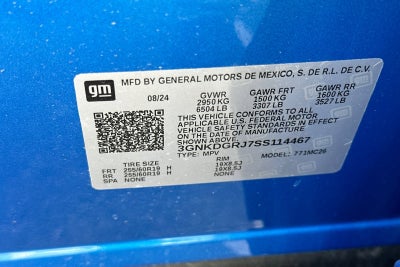 gm
MFD BY GENERAL MOTORS DE MEXICO, S. DE R.L. DE C.V.
08/24 GVWR GAWR FRT GAWR RR
2950 KG 1500 KG 1600 KG
6504 LB 3307 LB 3527 LB
THIS VEHICLE CONFORMS TO ALL
APPLICABLE U.S. FEDERAL MOTOR
VEHICLE SAFETY STANDARDS IN
EFFECT ON THE DATE OF MANUFACTURE
SHOWN ABOVE.
3GNKDGRJ7SS114467
TYPE: MPV MODEL: 771MC26
TIRE SIZE RIM
FRT 255/60R19 H 19X8.5J
RR 255/60R19 H 19X8.5J
SPA NONE NONE